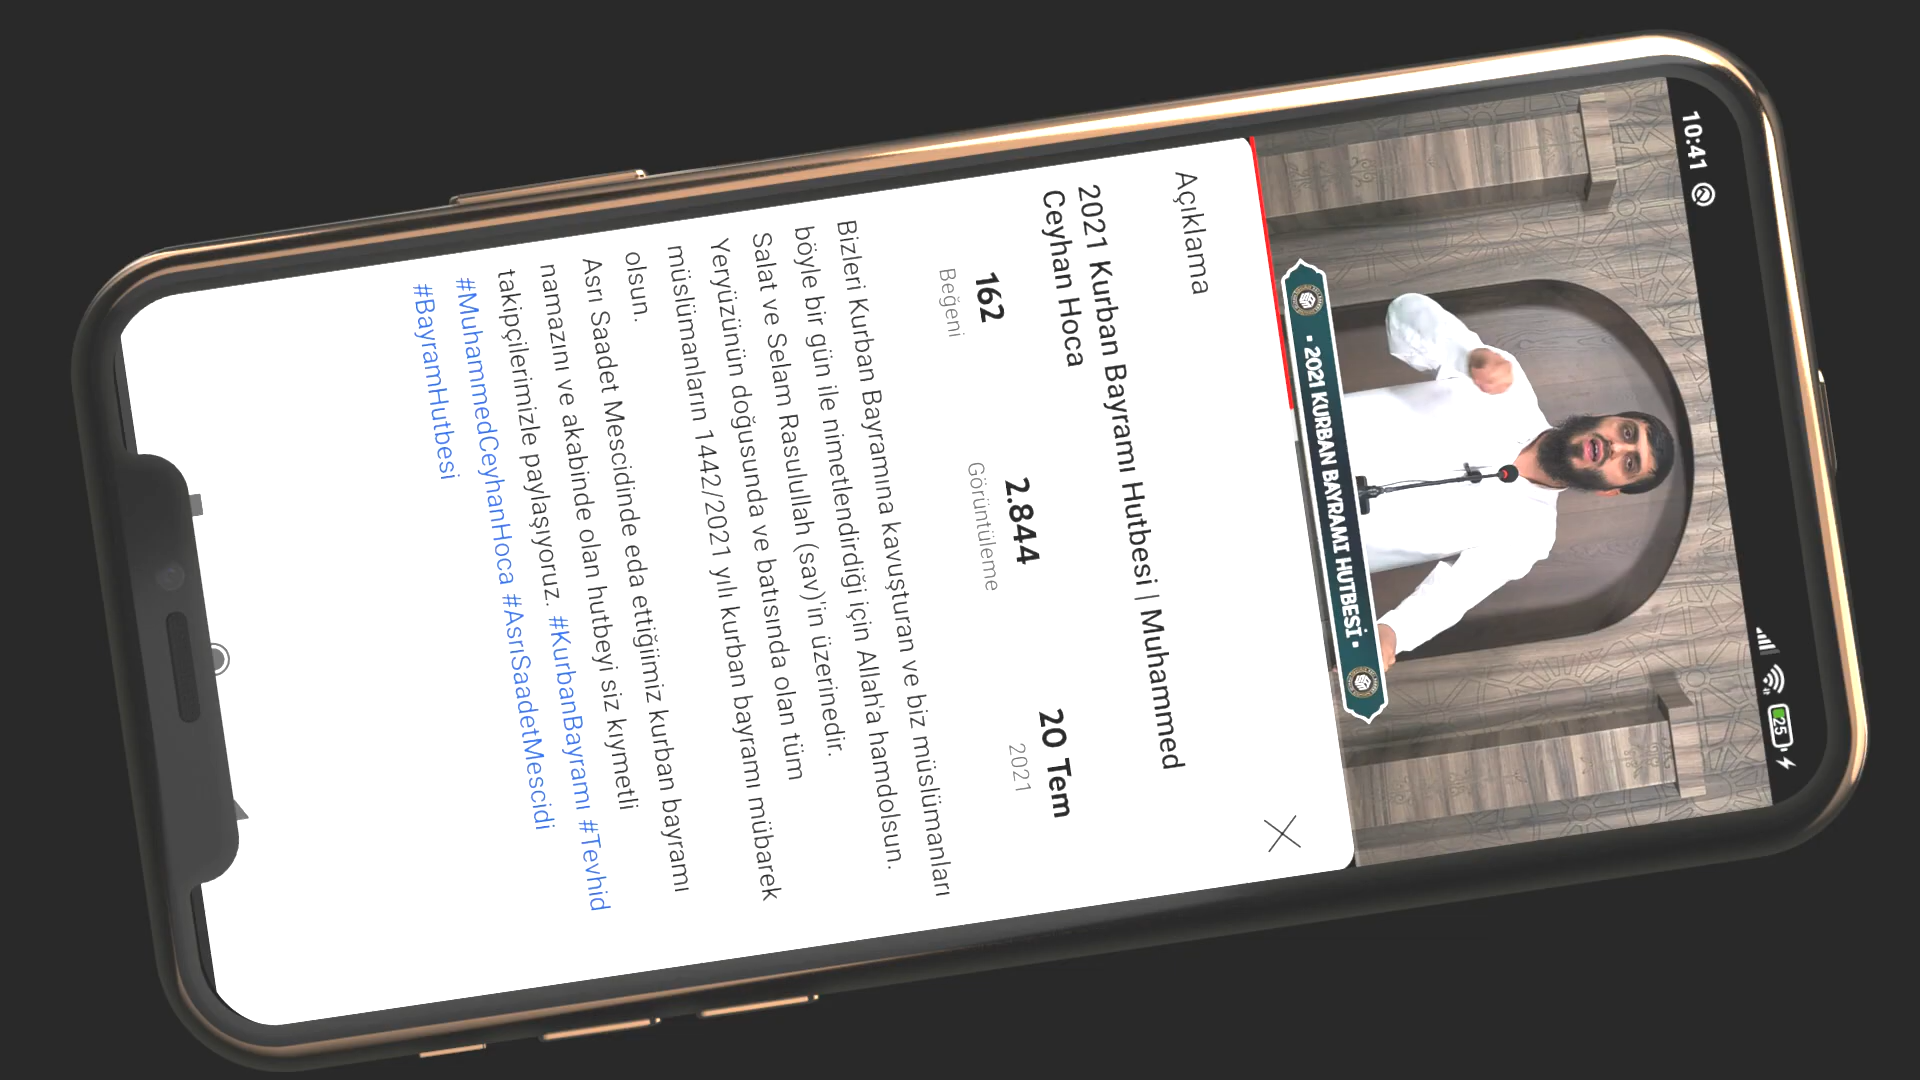 10:41
25
• 2021 KURBAN BAYRAMI HUTBESİ •
Açıklama
2021 Kurban Bayramı Hutbesi | Muhammed
Ceyhan Hoca
162
Beğeni
2.844
Görüntüleme
20 Tem
2021
Bizleri Kurban Bayramına kavuşturan ve biz müslümanları
böyle bir gün ile nimetlendirdiği için Allah'a hamdolsun.
Salat ve Selam Rasulullah (sav)'in üzerinedir.
Yeryüzünün doğusunda ve batısında olan tüm
müslümanların 1442/2021 yılı kurban bayramı mübarek
olsun.
Asrı Saadet Mescidinde eda ettiğimiz kurban bayramı
namazını ve akabinde olan hutbeyi siz kıymetli
takipçilerimizle paylaşıyoruz. #KurbanBayramı #Tevhid
#MuhammedCeyhanHoca #AsrıSaadetMescidi
#BayramHutbesi